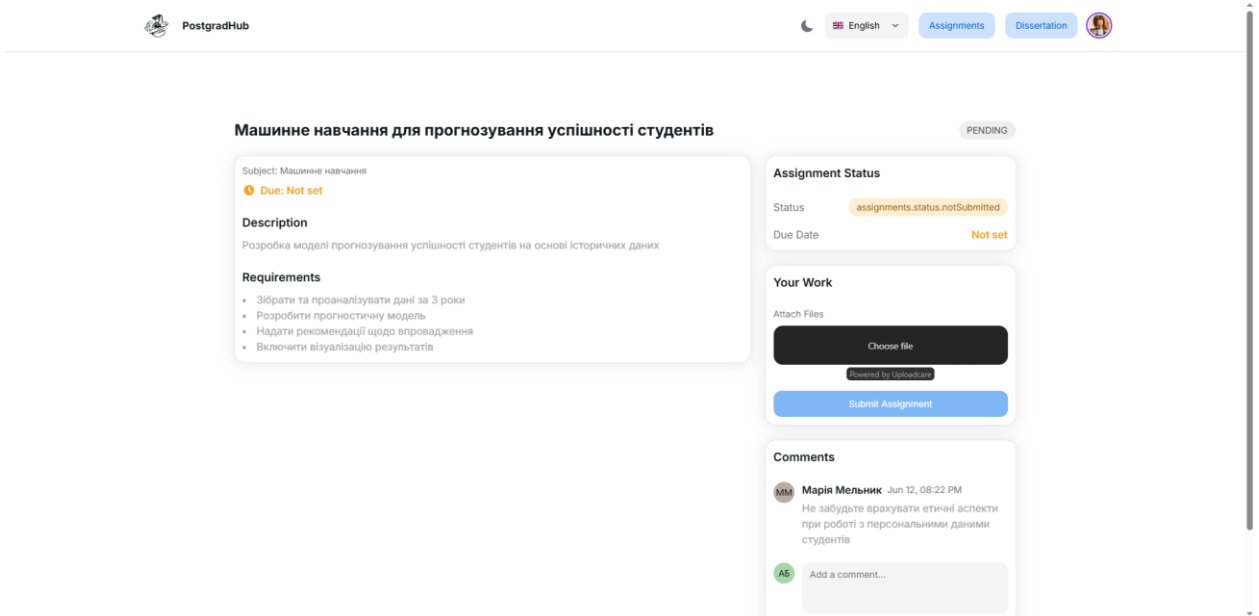 PostgradHub
English
Assignments
Dissertation
Машинне навчання для прогнозування успішності студентів
PENDING
Subject: Машинне навчання
Due: Not set
Description
Розробка моделі прогнозування успішності студентів на основі історичних даних
Requirements
• Зібрати та проаналізувати дані за 3 роки
• Розробити прогностичну модель
• Надати рекомендації щодо впровадження
• Включити візуалізацію результатів
Assignment Status
Status assignments.status.notSubmitted
Due Date Not set
Your Work
Attach Files
Choose file
Powered by Uploadcare
Submit Assignment
Comments
ММ Марія Мельник Jun 12, 08:22 PM
Не забудьте врахувати етичні аспекти
при роботі з персональними даними
студентів
АБ Add a comment...